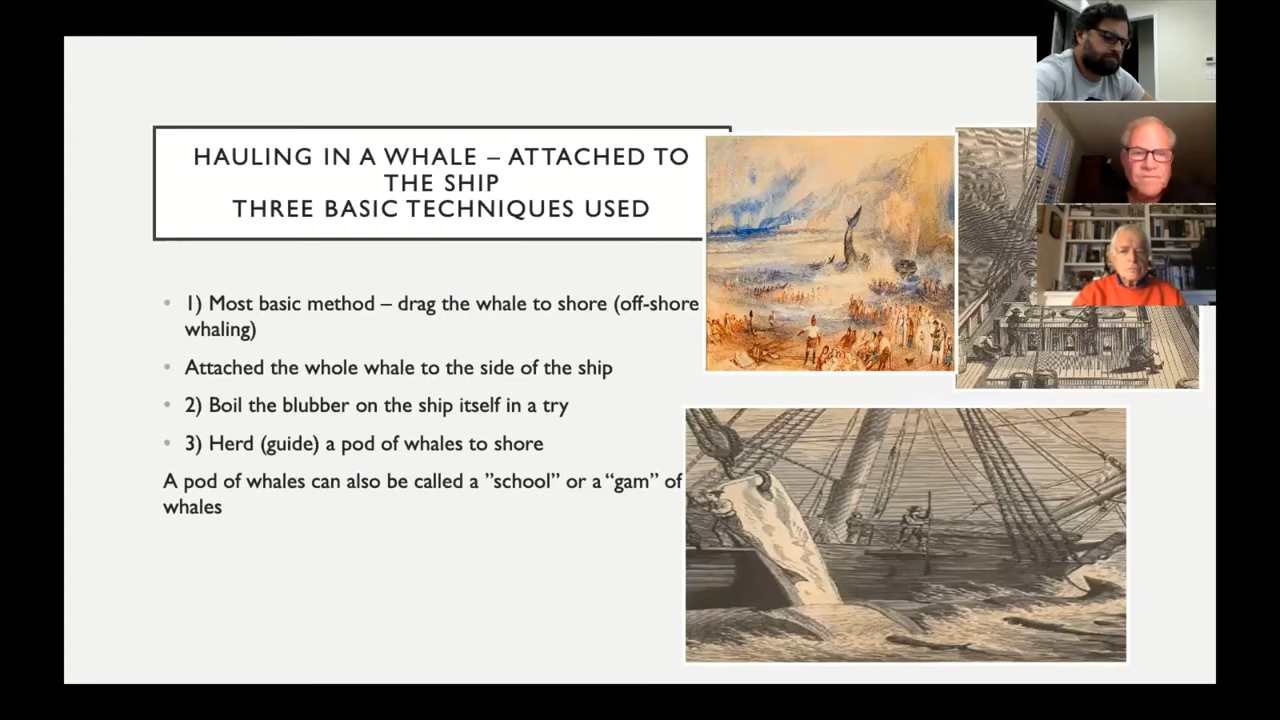 HAULING IN A WHALE – ATTACHED TO
THE SHIP
THREE BASIC TECHNIQUES USED
• 1) Most basic method – drag the whale to shore (off-shore
whaling)
• Attached the whole whale to the side of the ship
• 2) Boil the blubber on the ship itself in a try
• 3) Herd (guide) a pod of whales to shore
A pod of whales can also be called a ”school” or a “gam” of
whales